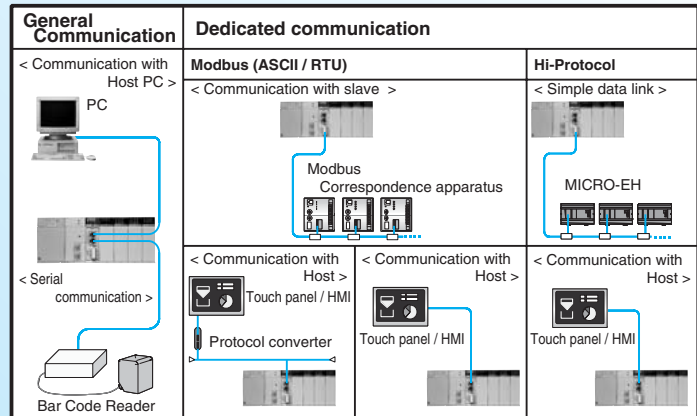 General
Communication
Dedicated communication
< Communication with
Host PC >
PC
< Serial
communication >
Bar Code Reader
Modbus (ASCII / RTU)
< Communication with slave >
Modbus
Correspondence apparatus
Hi-Protocol
< Simple data link >
MICRO-EH
< Communication with
Host >
Touch panel / HMI
Protocol converter
< Communication with
Host >
Touch panel / HMI
< Communication with
Host >
Touch panel / HMI